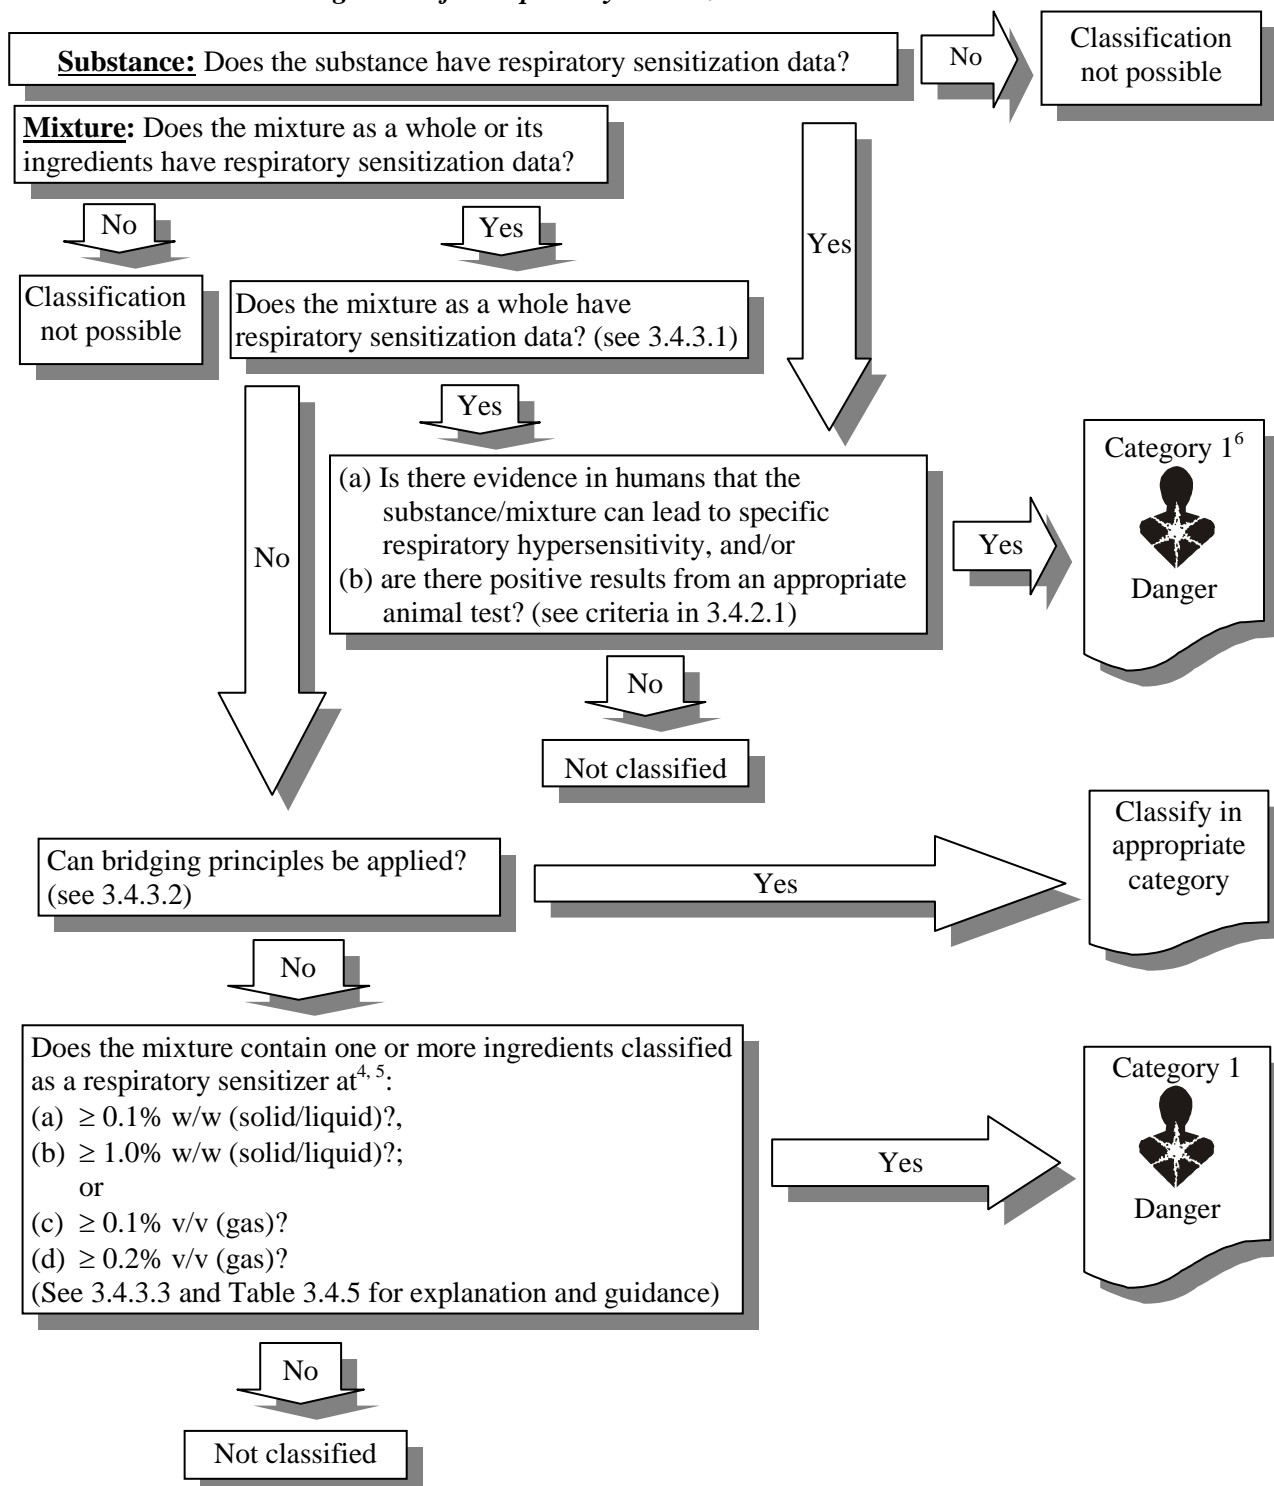 Substance: Does the substance have respiratory sensitization data?
No
Classification
not possible
Mixture: Does the mixture as a whole or its
ingredients have respiratory sensitization data?
No
Yes
Yes
Classification
not possible
Does the mixture as a whole have
respiratory sensitization data? (see 3.4.3.1)
Yes
No
(a) Is there evidence in humans that the
substance/mixture can lead to specific
respiratory hypersensitivity, and/or
(b) are there positive results from an appropriate
animal test? (see criteria in 3.4.2.1)
Yes
Category 1⁶
Danger
No
Not classified
Can bridging principles be applied?
(see 3.4.3.2)
Yes
Classify in
appropriate
category
No
Does the mixture contain one or more ingredients classified
as a respiratory sensitizer at⁴, ⁵:
(a) ≥ 0.1% w/w (solid/liquid)?,
(b) ≥ 1.0% w/w (solid/liquid)?;
or
(c) ≥ 0.1% v/v (gas)?
(d) ≥ 0.2% v/v (gas)?
(See 3.4.3.3 and Table 3.4.5 for explanation and guidance)
Yes
Category 1
Danger
No
Not classified